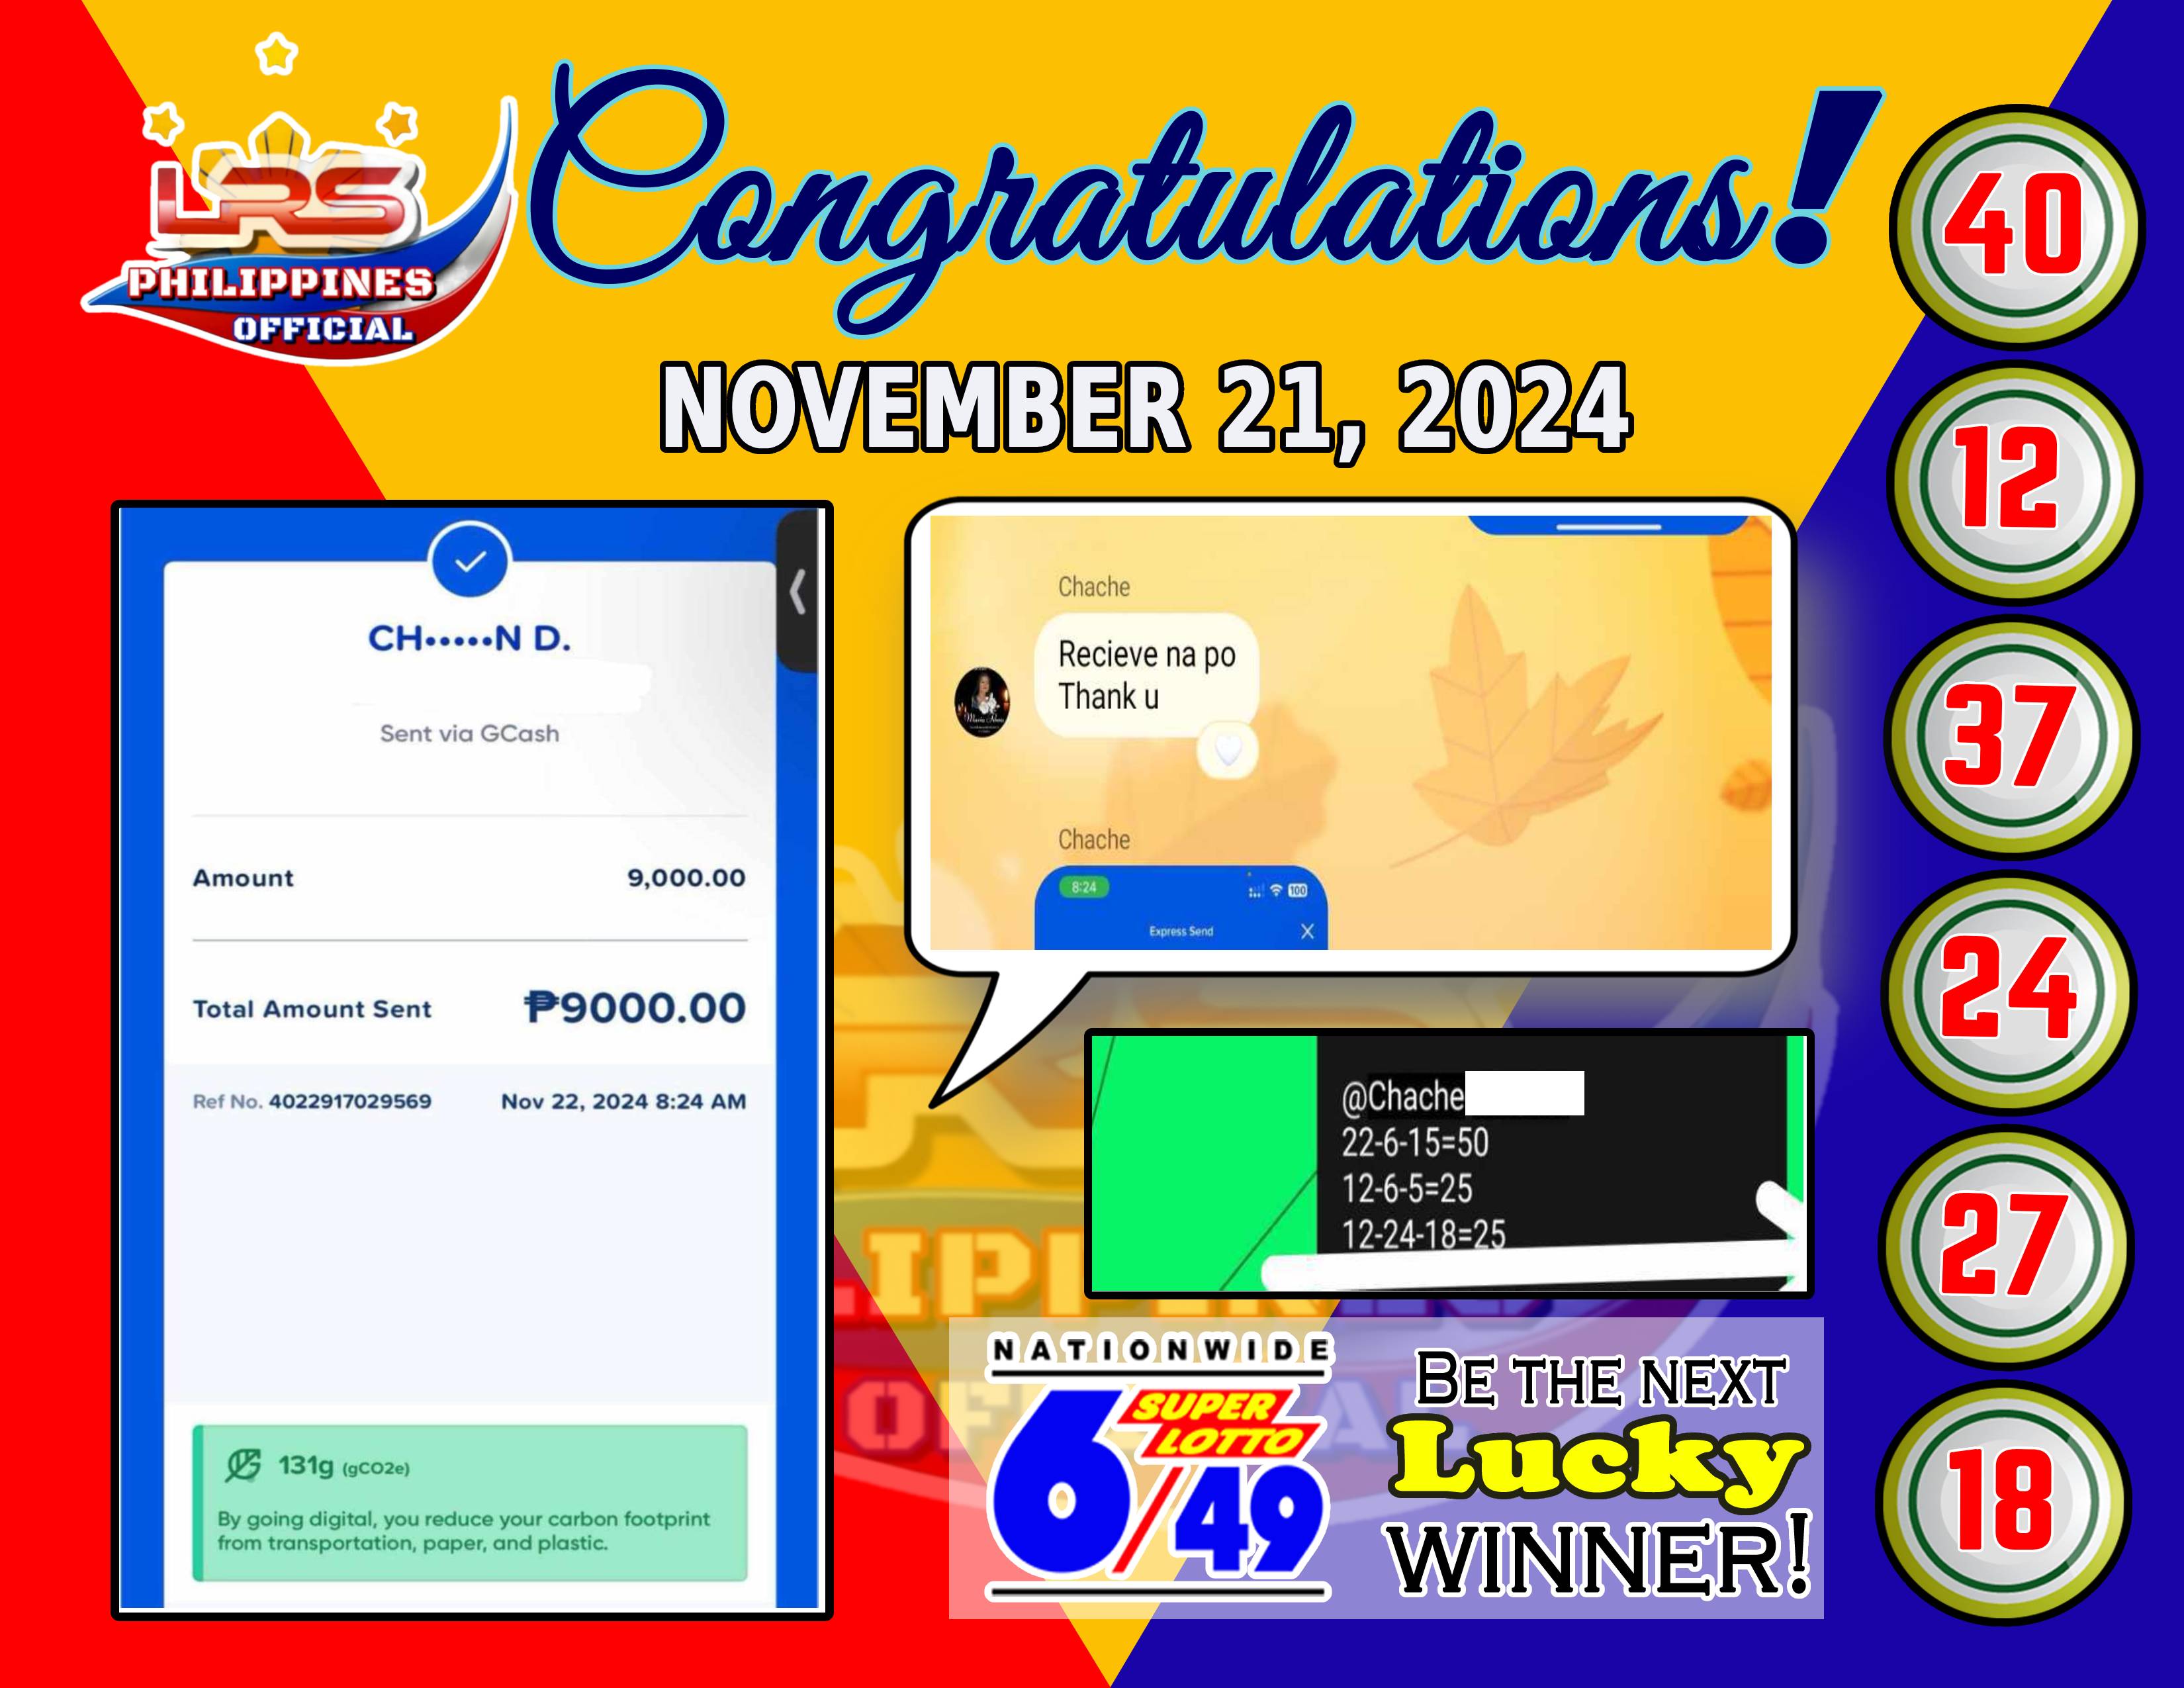 LRS
PHILIPPINES
OFFICIAL
Congratulations!
NOVEMBER 21, 2024
CH•••••N D.
Sent via GCash
Amount 9,000.00
Total Amount Sent ₱9000.00
Ref No. 4022917029569 Nov 22, 2024 8:24 AM
131g (gCO2e)
By going digital, you reduce your carbon footprint
from transportation, paper, and plastic.
Chache
Recieve na po
Thank u
Chache
8:24 100
Express Send X
@Chache
22-6-15=50
12-6-5=25
12-24-18=25
NATIONWIDE
SUPER
LOTTO
6/49
BE THE NEXT
Lucky
WINNER!
40
12
37
24
27
18